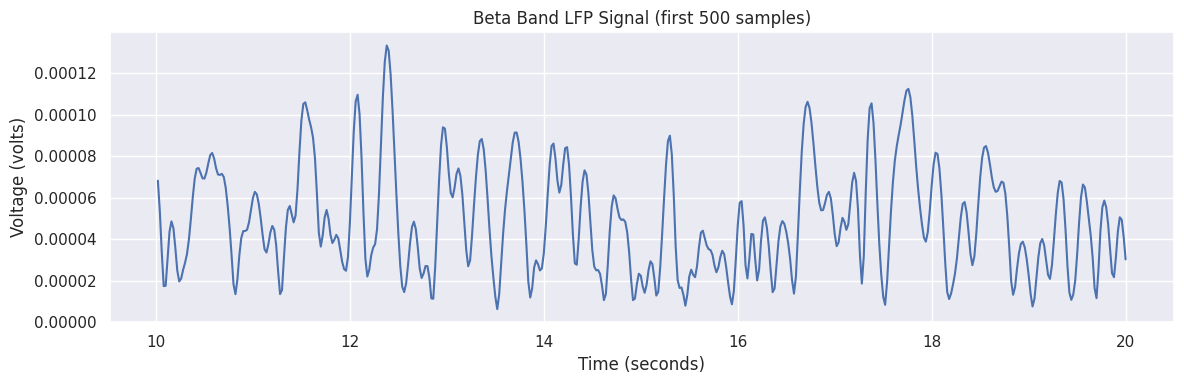 Beta Band LFP Signal (first 500 samples)
Voltage (volts)
0.00012
0.00010
0.00008
0.00006
0.00004
0.00002
0.00000
10 12 14 16 18 20
Time (seconds)